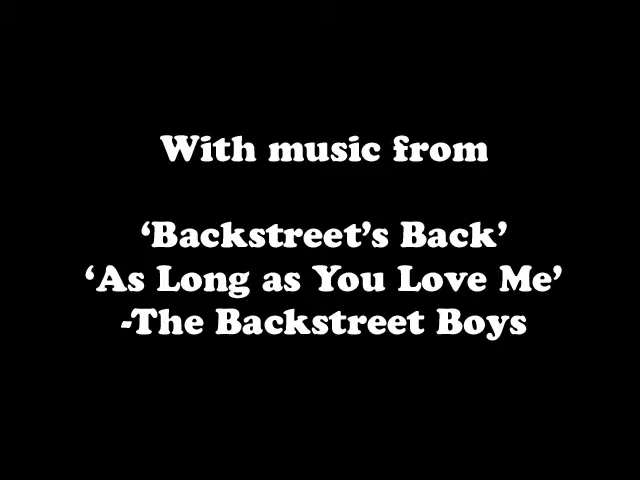 With music from
‘Backstreet’s Back’
‘As Long as You Love Me’
-The Backstreet Boys